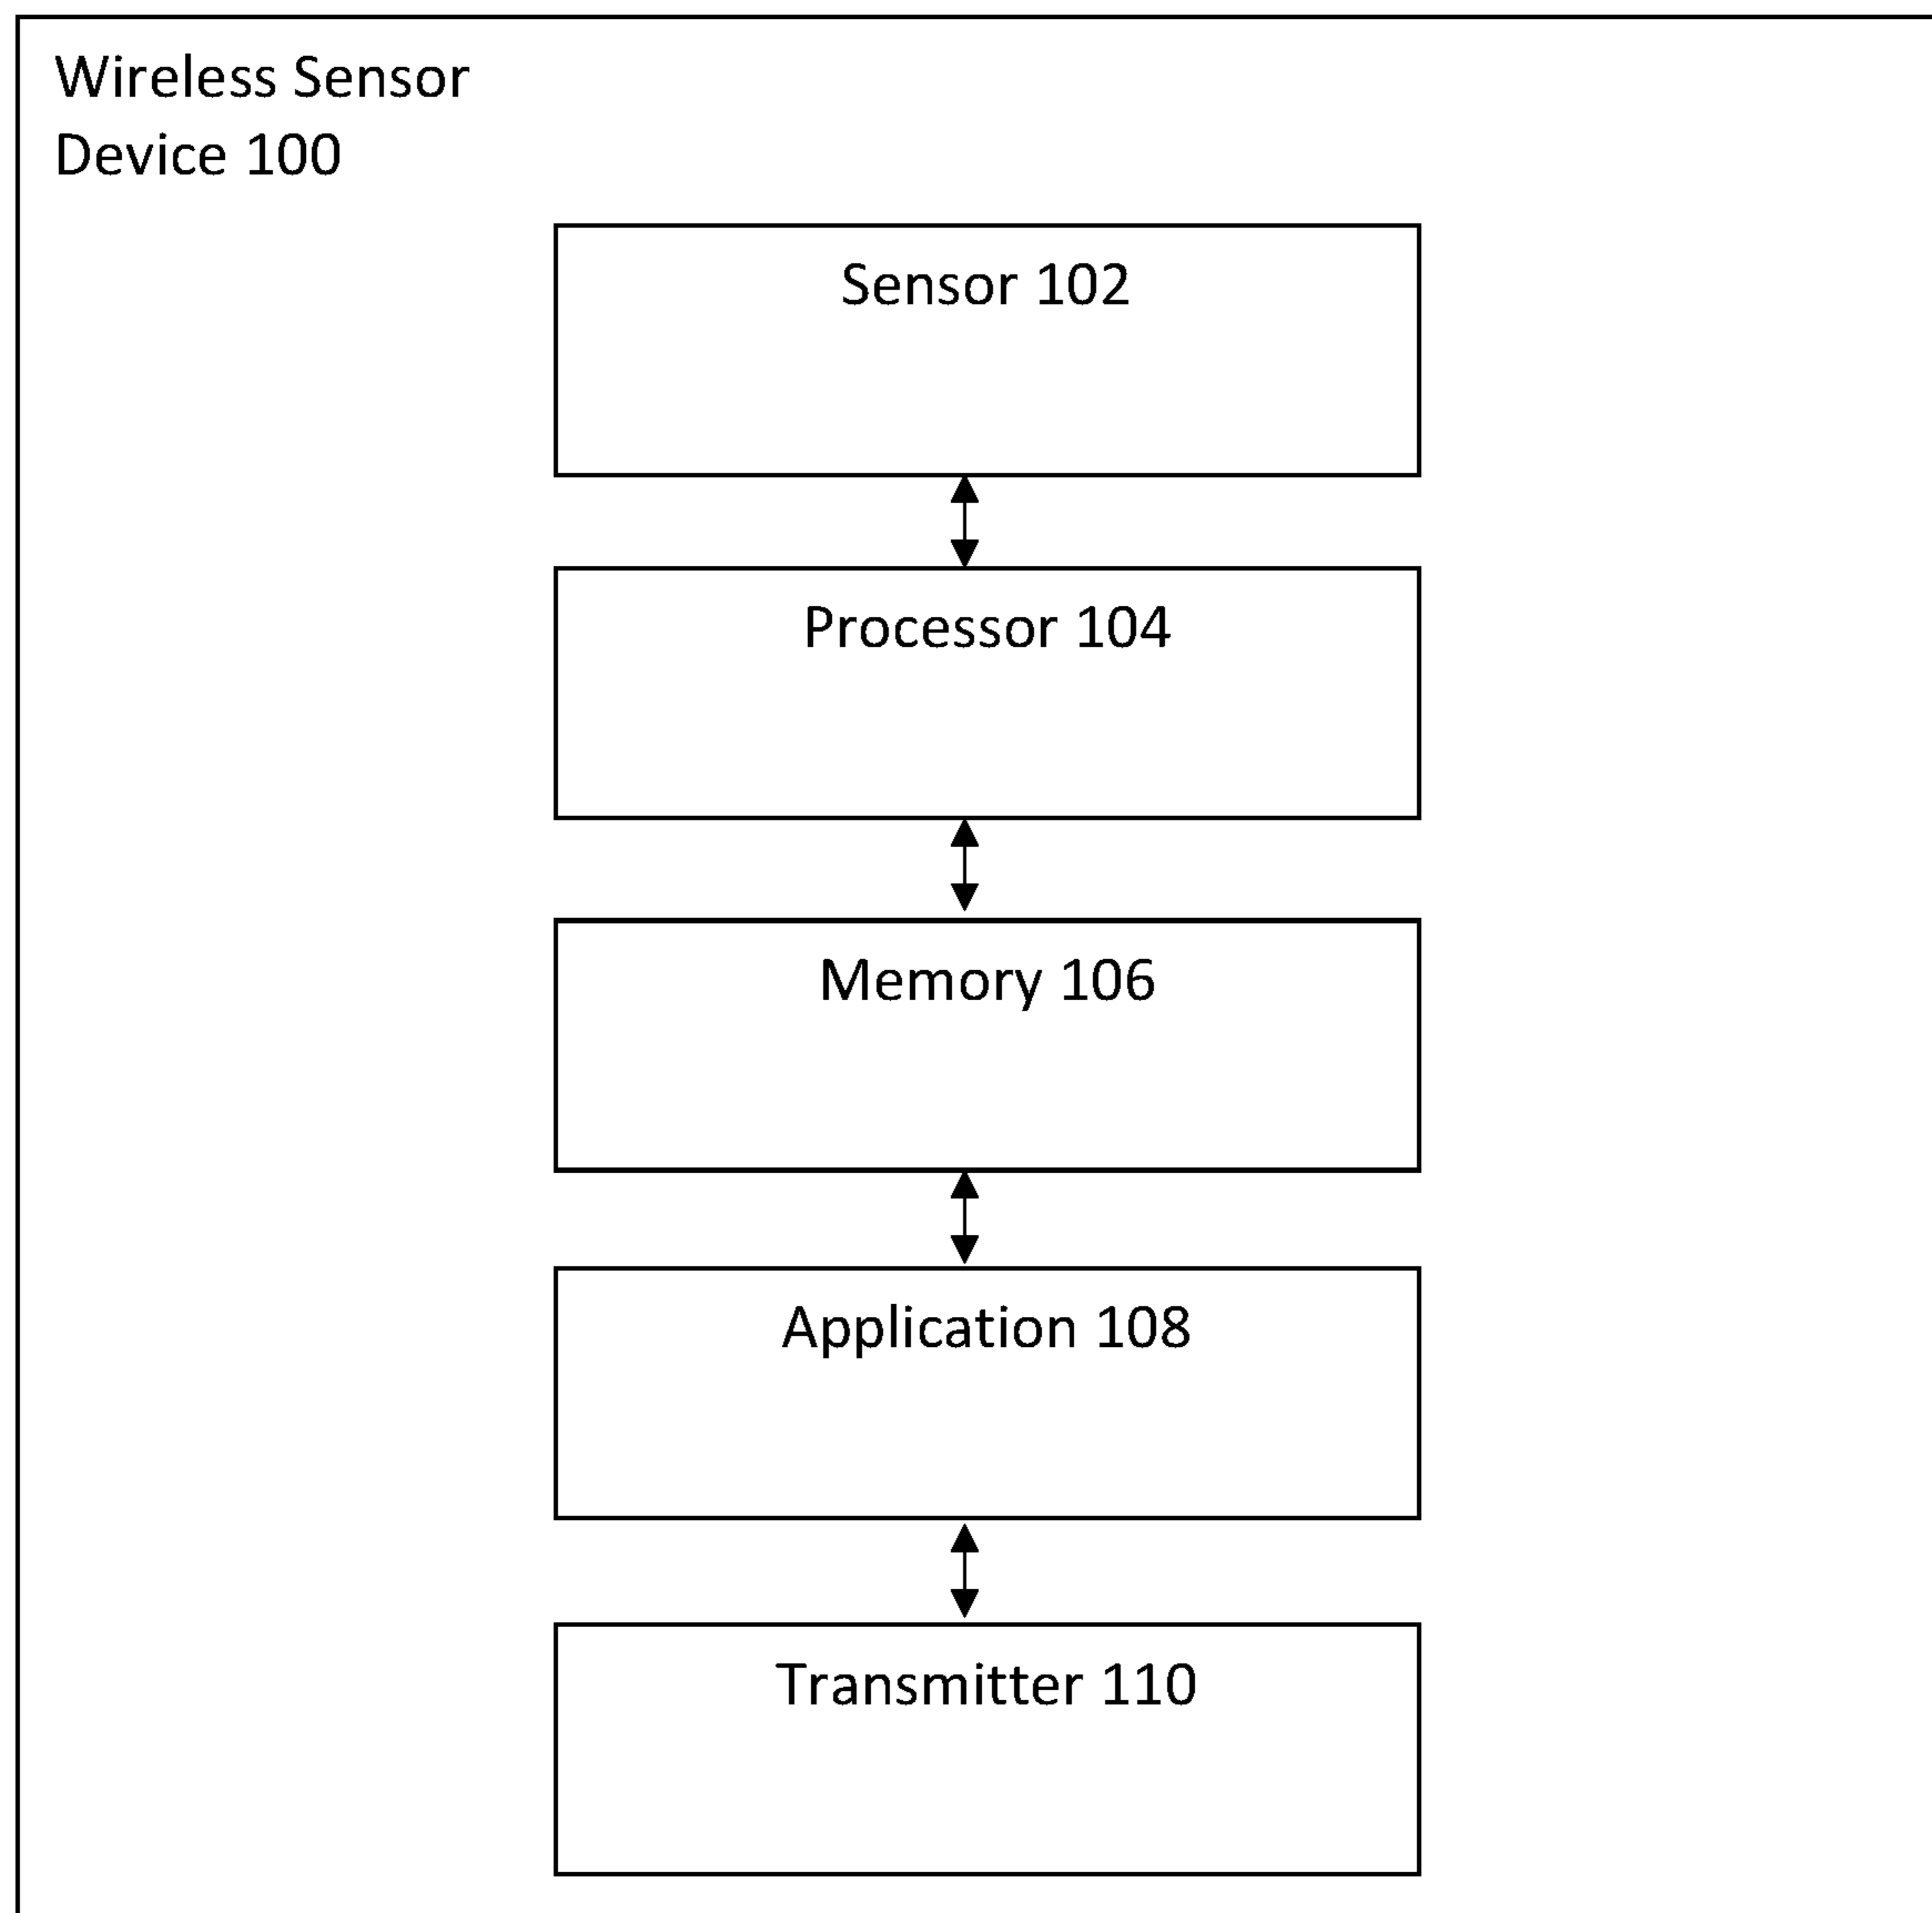 Wireless Sensor
Device 100
Sensor 102
Processor 104
Memory 106
Application 108
Transmitter 110